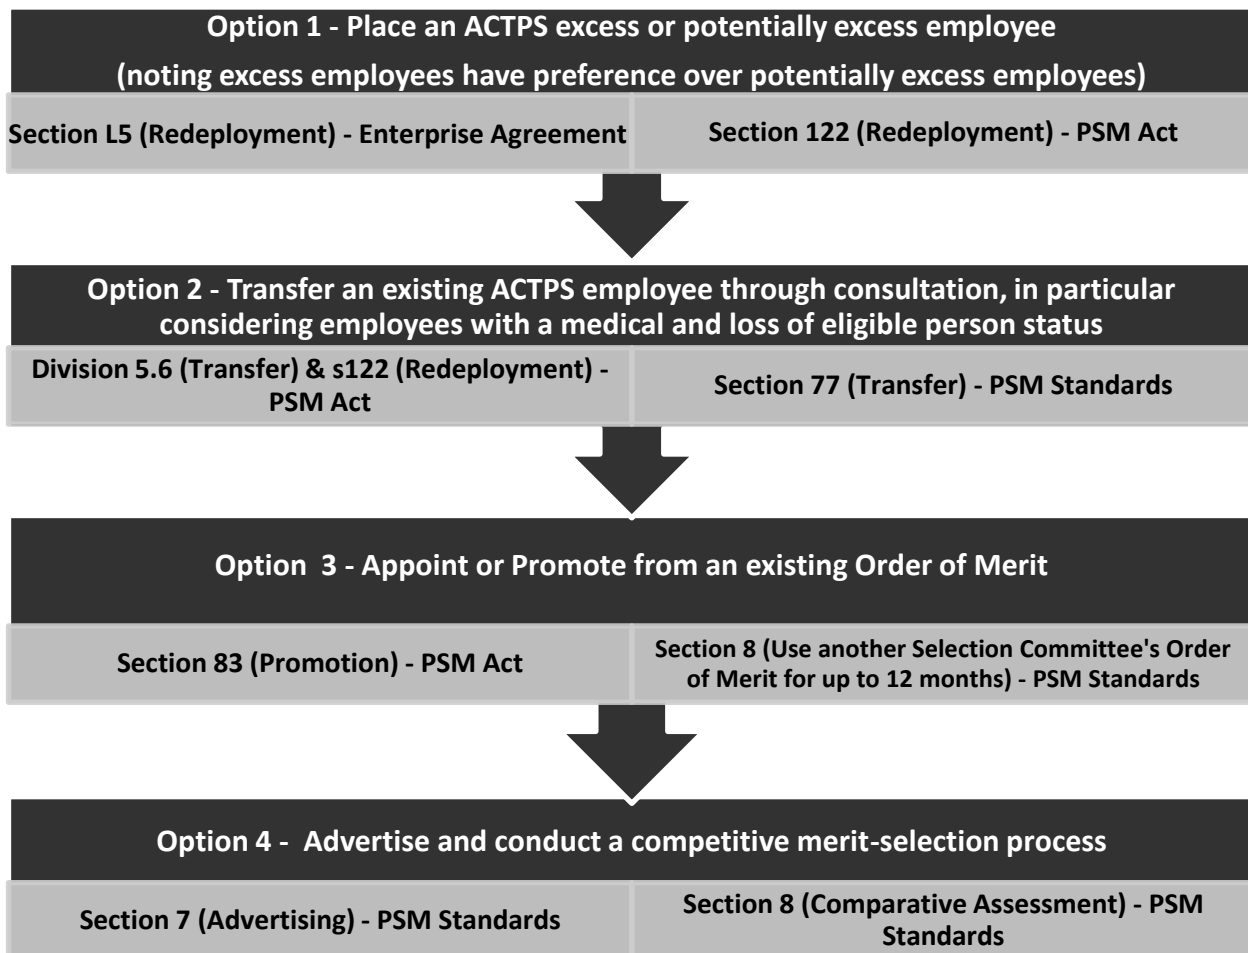 Option 1 - Place an ACTPS excess or potentially excess employee
(noting excess employees have preference over potentially excess employees)
Section L5 (Redeployment) - Enterprise Agreement
Section 122 (Redeployment) - PSM Act
Option 2 - Transfer an existing ACTPS employee through consultation, in particular
considering employees with a medical and loss of eligible person status
Division 5.6 (Transfer) & s122 (Redeployment) -
PSM Act
Section 77 (Transfer) - PSM Standards
Option 3 - Appoint or Promote from an existing Order of Merit
Section 83 (Promotion) - PSM Act
Section 8 (Use another Selection Committee's Order
of Merit for up to 12 months) - PSM Standards
Option 4 - Advertise and conduct a competitive merit-selection process
Section 7 (Advertising) - PSM Standards
Section 8 (Comparative Assessment) - PSM
Standards